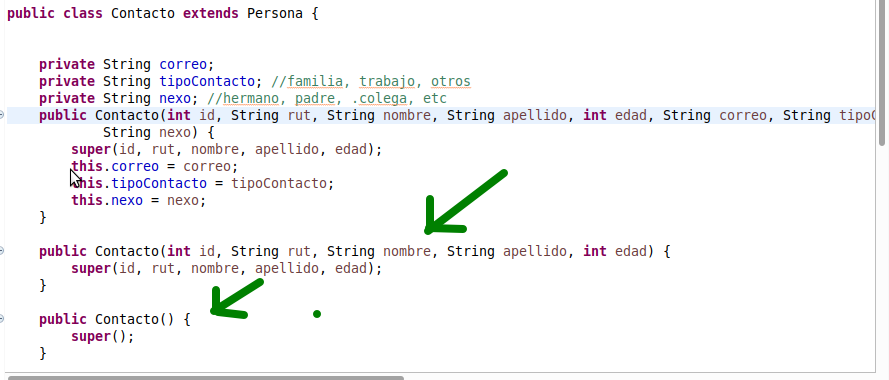 public class Contacto extends Persona {
private String correo;
private String tipoContacto; //familia, trabajo, otros
private String nexo; //hermano, padre, .colega, etc
public Contacto(int id, String rut, String nombre, String apellido, int edad, String correo, String tipoC
String nexo) {
super(id, rut, nombre, apellido, edad);
this.correo = correo;
this.tipoContacto = tipoContacto;
this.nexo = nexo;
}
public Contacto(int id, String rut, String nombre, String apellido, int edad) {
super(id, rut, nombre, apellido, edad);
}
public Contacto() {
super();
}